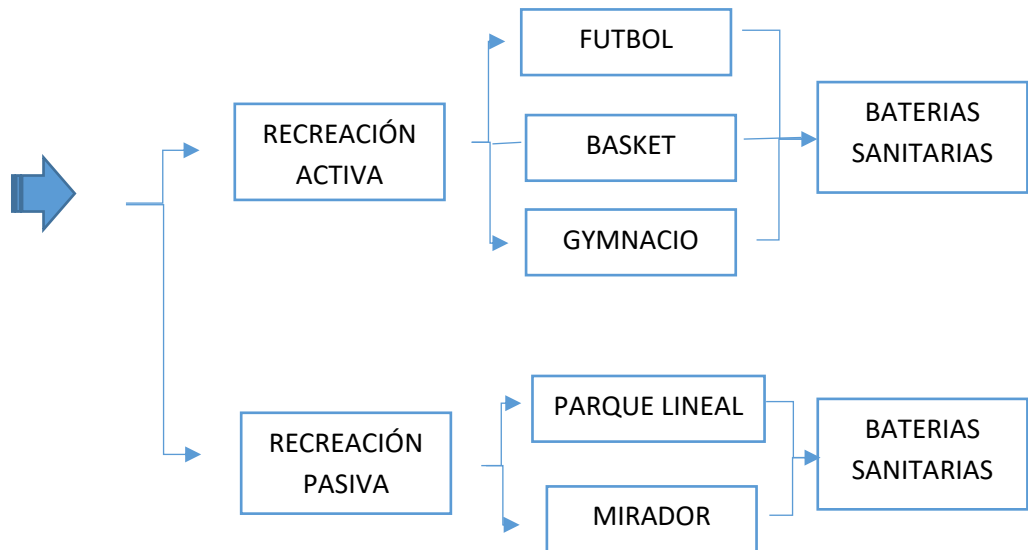 RECREACIÓN
ACTIVA
FUTBOL
BASKET
GYMNACIO
BATERIAS
SANITARIAS
RECREACIÓN
PASIVA
PARQUE LINEAL
MIRADOR
BATERIAS
SANITARIAS